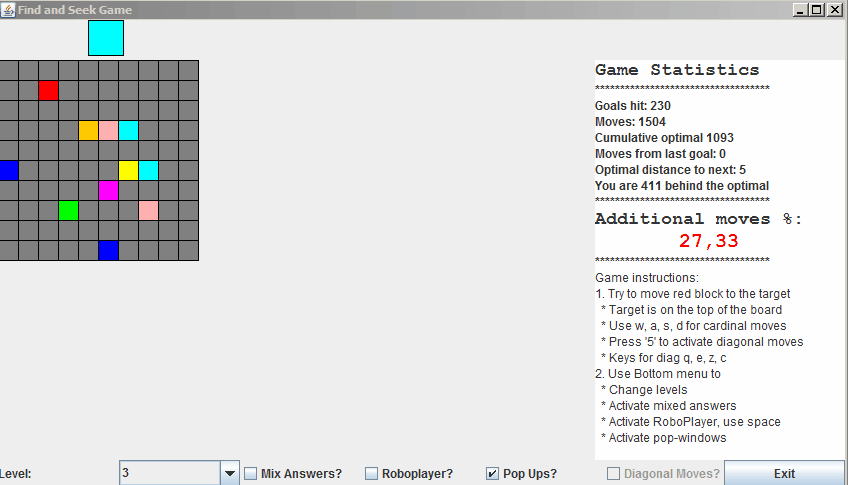 Find and Seek Game
Game Statistics
***********************************
Goals hit: 230
Moves: 1504
Cumulative optimal 1093
Moves from last goal: 0
Optimal distance to next: 5
You are 411 behind the optimal
***********************************
Additional moves %:
27,33
***********************************
Game instructions:
1. Try to move red block to the target
* Target is on the top of the board
* Use w, a, s, d for cardinal moves
* Press '5' to activate diagonal moves
* Keys for diag q, e, z, c
2. Use Bottom menu to
* Change levels
* Activate mixed answers
* Activate RoboPlayer, use space
* Activate pop-windows
Level: 3 Mix Answers? Roboplayer? Pop Ups? Diagonal Moves? Exit